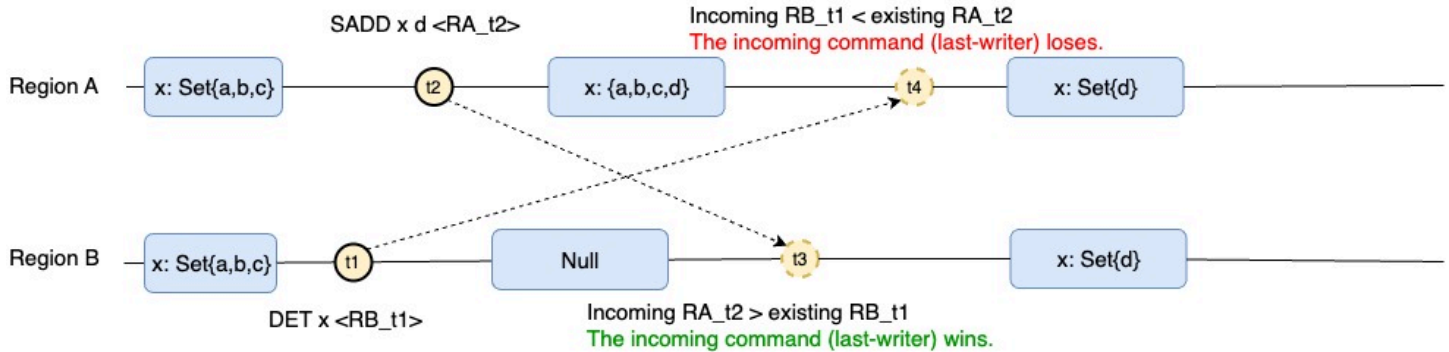 SADD x d <RA_t2>
Incoming RB_t1 < existing RA_t2
The incoming command (last-writer) loses.
Region A
x: Set{a,b,c}
t2
x: {a,b,c,d}
t4
x: Set{d}
Region B
x: Set{a,b,c}
t1
Null
t3
x: Set{d}
DET x <RB_t1>
Incoming RA_t2 > existing RB_t1
The incoming command (last-writer) wins.